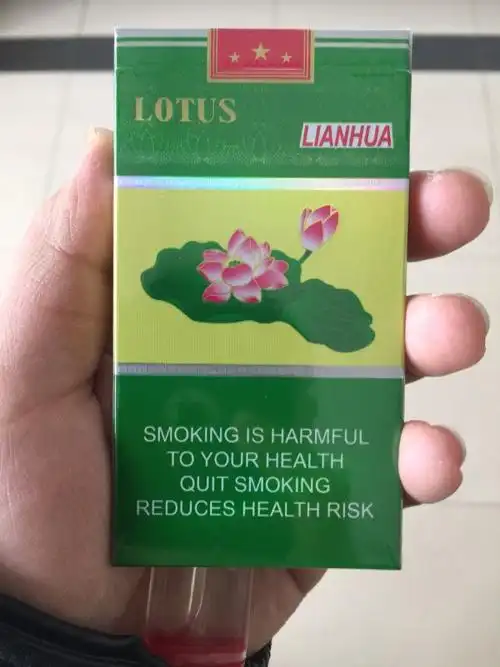 LOTUS
LIANHUA
SMOKING IS HARMFUL
TO YOUR HEALTH
QUIT SMOKING
REDUCES HEALTH RISK